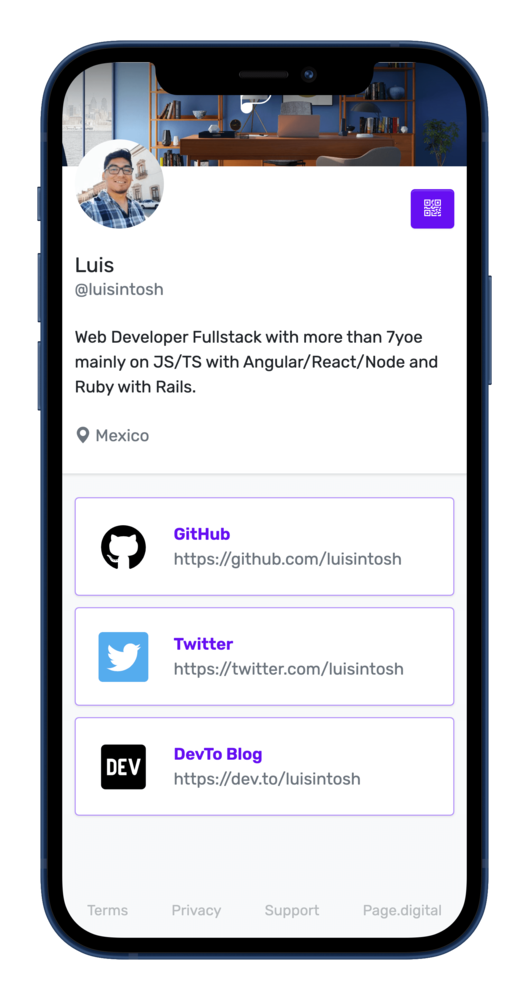 Luis
@luisintosh
Web Developer Fullstack with more than 7yoe
mainly on JS/TS with Angular/React/Node and
Ruby with Rails.
Mexico
GitHub
https://github.com/luisintosh
Twitter
https://twitter.com/luisintosh
DEV
DevTo Blog
https://dev.to/luisintosh
Terms Privacy Support Page.digital